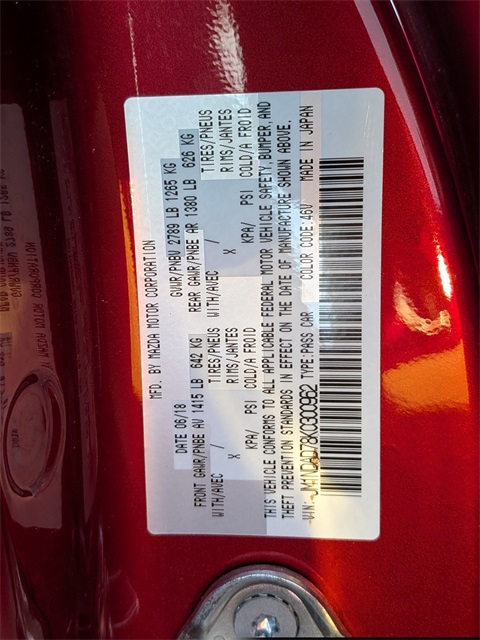 MFD. BY MAZDA MOTOR CORPORATION
DATE 06/18 GVWR/PNBV 2789 LB 1265 KG
FRONT GAWR/PNBE AV 1415 LB 642 KG REAR GAWR/PNBE AR 1380 LB 626 KG
WITH/AVEC / TIRES/PNEUS WITH/AVEC / TIRES/PNEUS
X RIMS/JANTES X RIMS/JANTES
KPA/ PSI COLD/A FROID KPA/ PSI COLD/A FROID
THIS VEHICLE CONFORMS TO ALL APPLICABLE FEDERAL MOTOR VEHICLE SAFETY, BUMPER, AND
THEFT PREVENTION STANDARDS IN EFFECT ON THE DATE OF MANUFACTURE SHOWN ABOVE.
VIN: JM1NDAD78K0300962 TYPE:PASS CAR COLOR CODE:46V MADE IN JAPAN